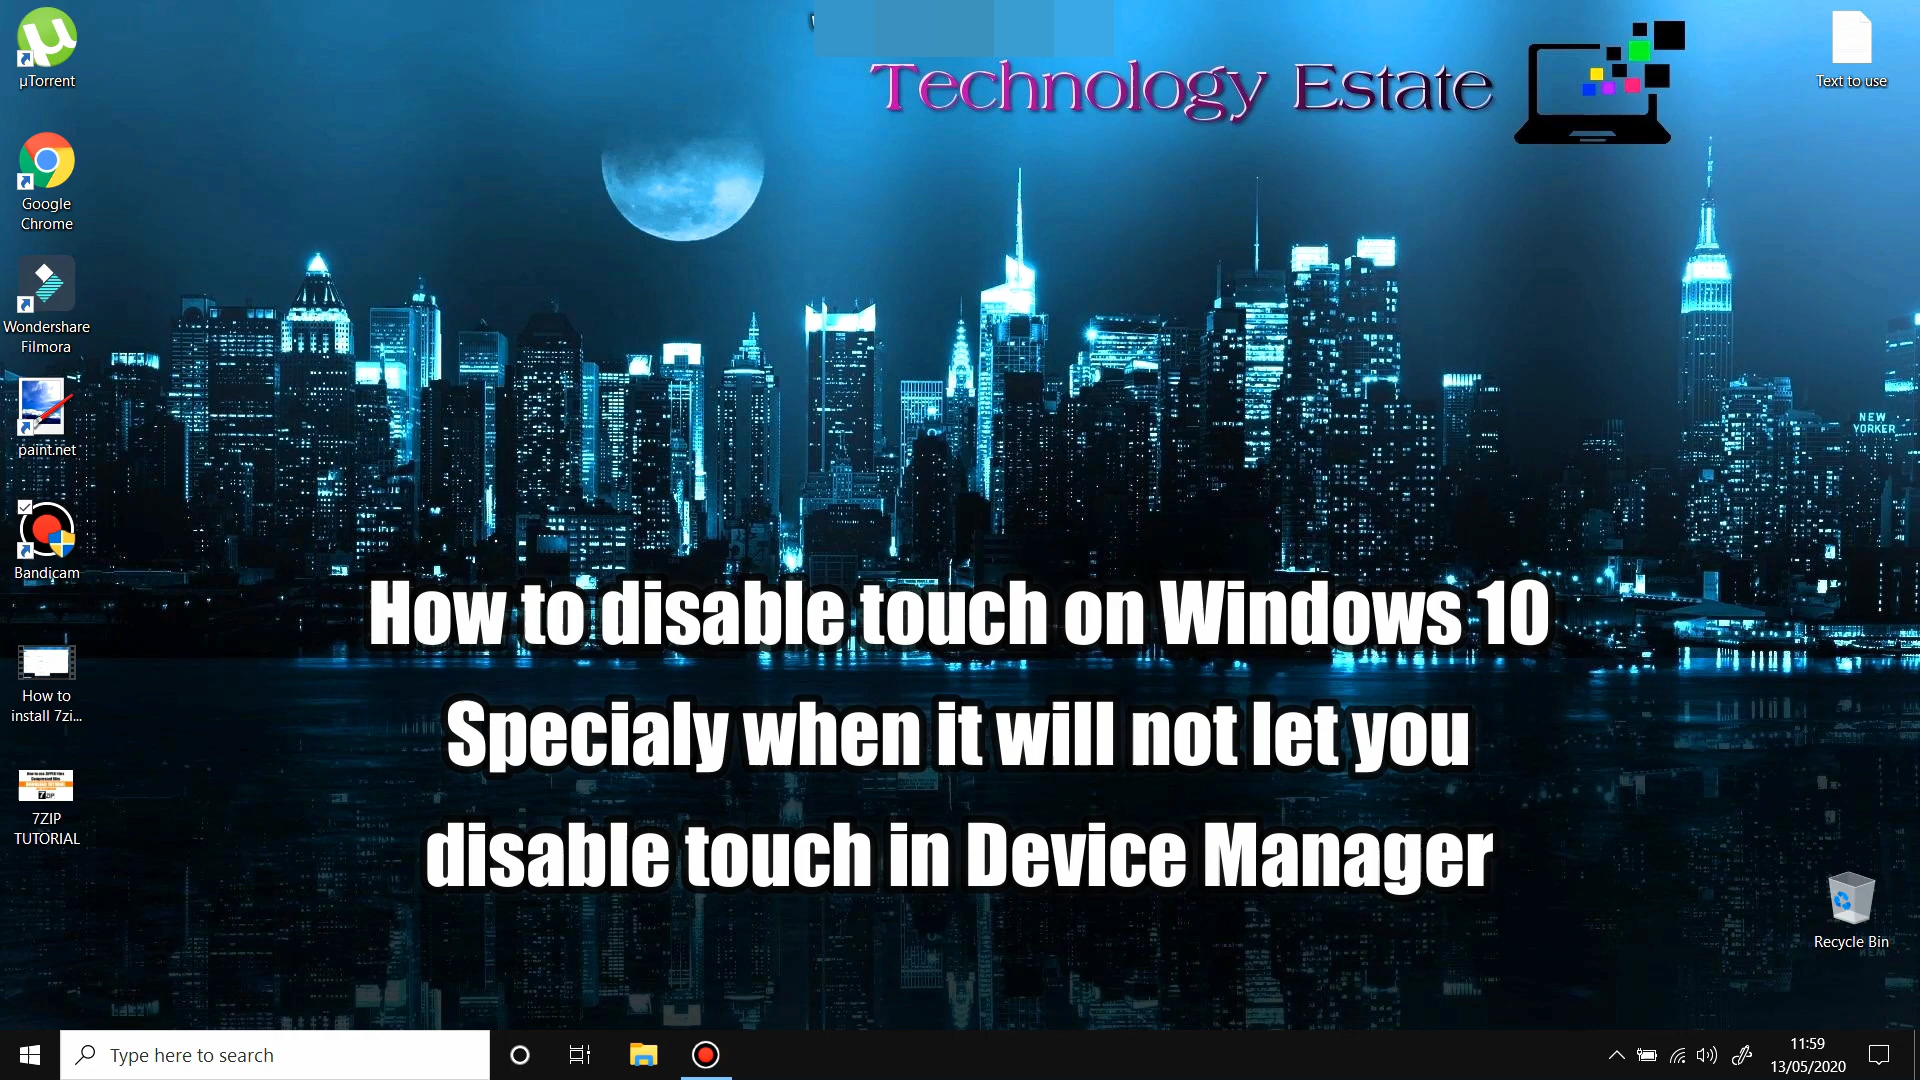 µTorrent
Google
Chrome
Wondershare
Filmora
paint.net
Bandicam
How to
install 7zi...
7ZIP
TUTORIAL
Technology Estate
Text to use
NEW
YORKER
How to disable touch on Windows 10
Specialy when it will not let you
disable touch in Device Manager
Recycle Bin
Type here to search
11:59
13/05/2020